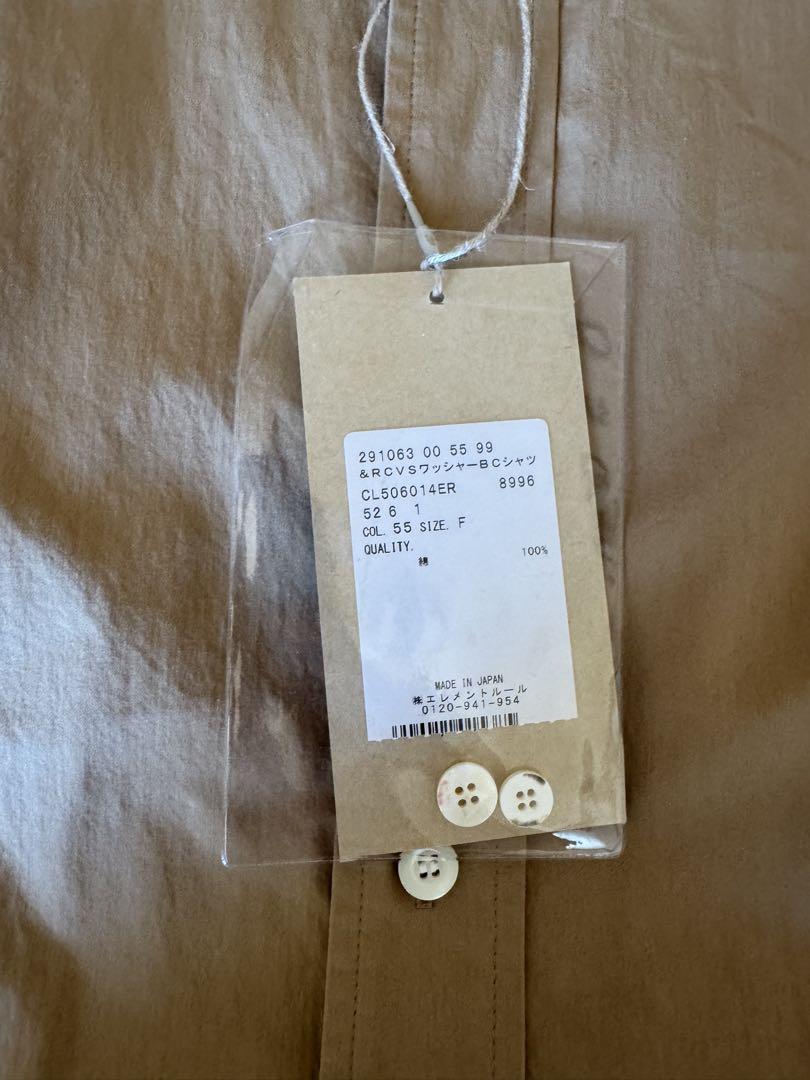 291063 00 55 99
&RCVSワッシャーBCシャツ
CL506014ER 8996
52 6 1
COL. 55 SIZE. F
QUALITY.
綿 100%
MADE IN JAPAN
㈱エレメントルール
0120-941-954